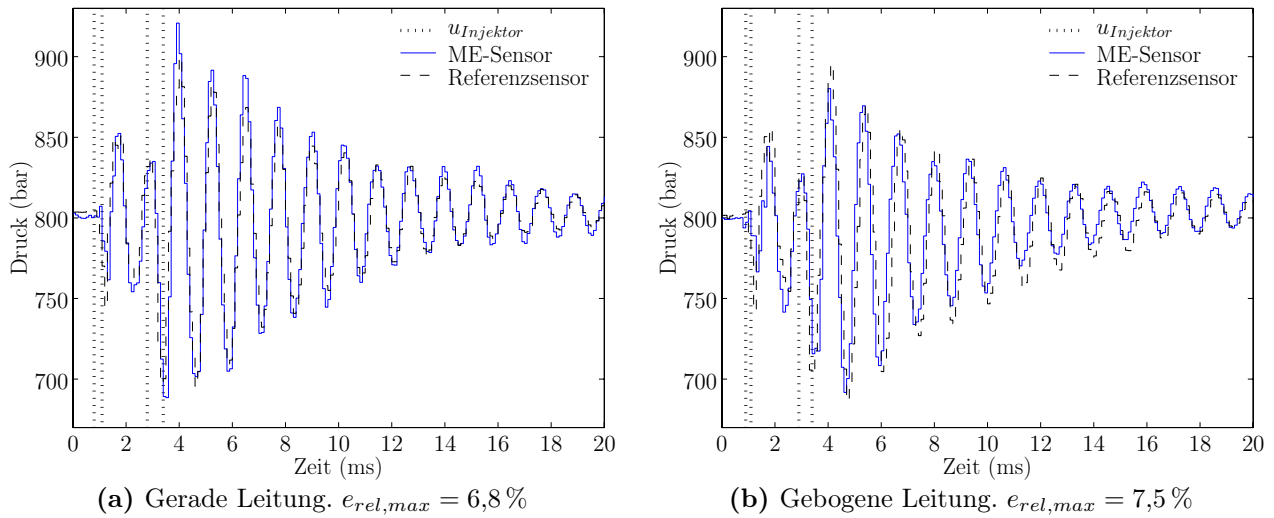 u_Injektor
ME-Sensor
Referenzsensor
900
850
800
750
700
Druck (bar)
0 2 4 6 8 10 12 14 16 18 20
Zeit (ms)
(a) Gerade Leitung. e_rel,max = 6,8 %
u_Injektor
ME-Sensor
Referenzsensor
900
850
800
750
700
Druck (bar)
0 2 4 6 8 10 12 14 16 18 20
Zeit (ms)
(b) Gebogene Leitung. e_rel,max = 7,5 %